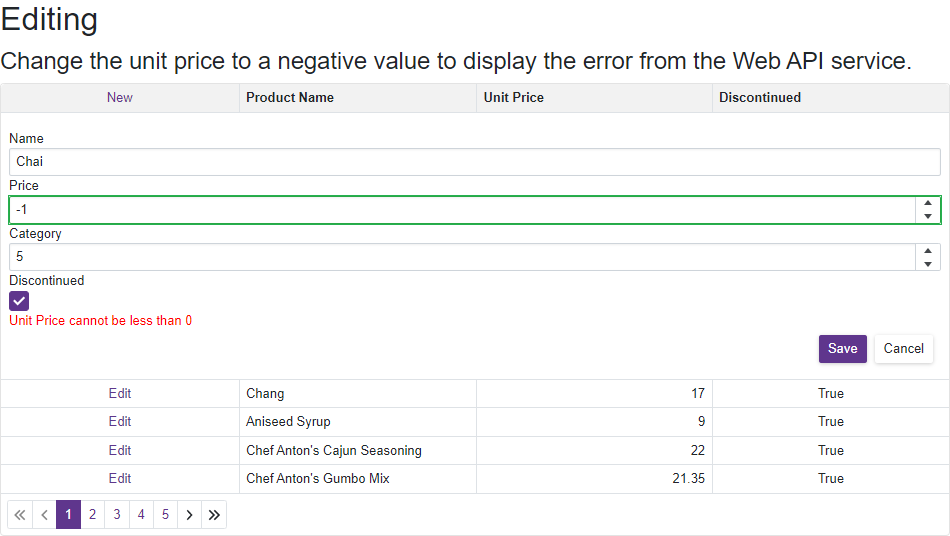 Editing
Change the unit price to a negative value to display the error from the Web API service.
New Product Name Unit Price Discontinued
Name
Chai
Price
-1
Category
5
Discontinued
Unit Price cannot be less than 0
Save Cancel
Edit Chang 17 True
Edit Aniseed Syrup 9 True
Edit Chef Anton's Cajun Seasoning 22 True
Edit Chef Anton's Gumbo Mix 21.35 True
1 2 3 4 5